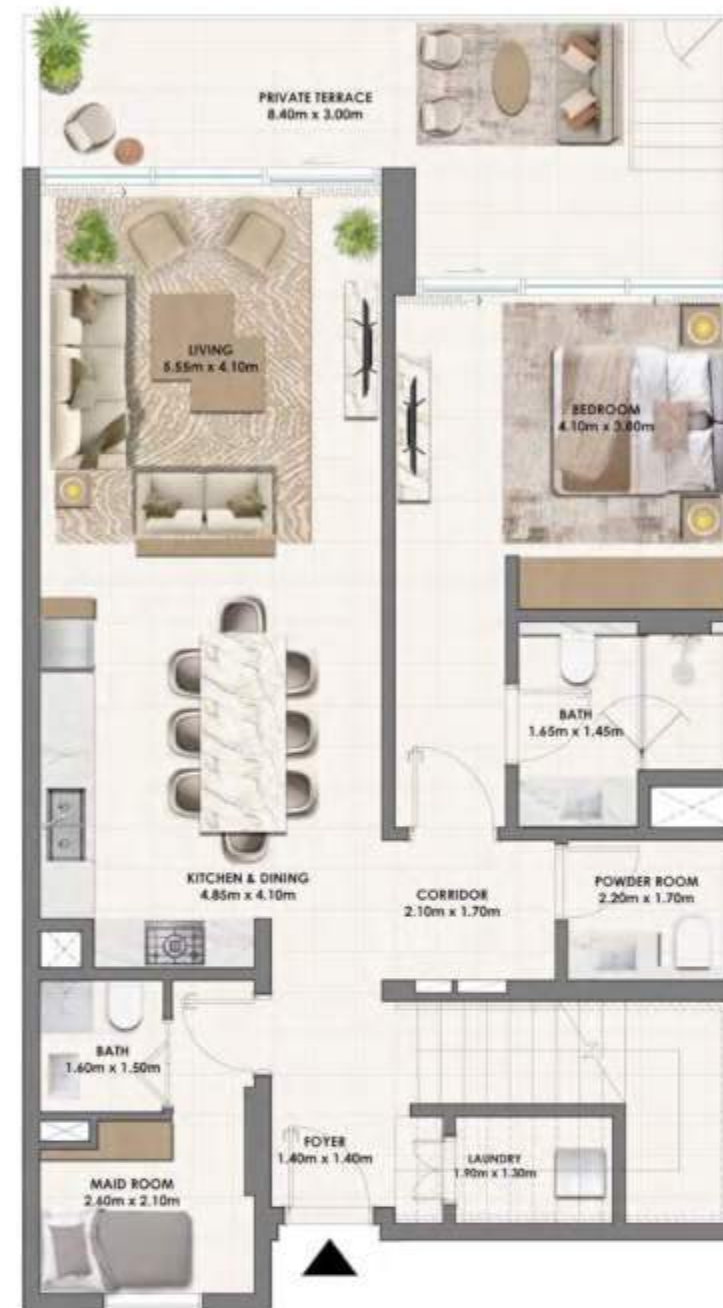 PRIVATE TERRACE
8.40m x 3.00m
LIVING
5.55m x 4.10m
BEDROOM
4.10m x 3.80m
BATH
1.65m x 1.45m
KITCHEN & DINING
4.85m x 4.10m
CORRIDOR
2.10m x 1.70m
POWDER ROOM
2.20m x 1.70m
BATH
1.60m x 1.50m
FOYER
1.40m x 1.40m
LAUNDRY
1.90m x 1.30m
MAID ROOM
2.60m x 2.10m